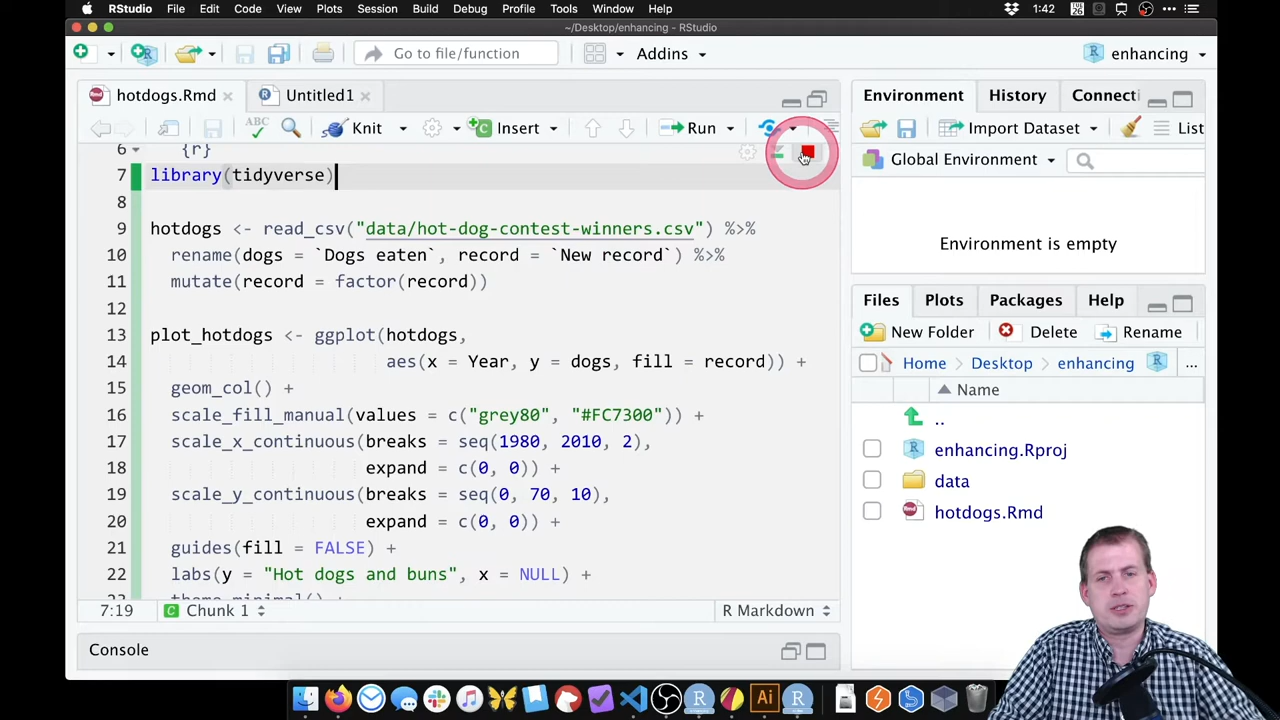 RStudio File Edit Code View Plots Session Build Debug Profile Tools Window Help 1:42
~/Desktop/enhancing - RStudio
Go to file/function Addins enhancing
hotdogs.Rmd Untitled1
ABC Knit Insert Run
6 {r}
7 library(tidyverse)
8
9 hotdogs <- read_csv("data/hot-dog-contest-winners.csv") %>%
10 rename(dogs = `Dogs eaten`, record = `New record`) %>%
11 mutate(record = factor(record))
12
13 plot_hotdogs <- ggplot(hotdogs,
14 aes(x = Year, y = dogs, fill = record)) +
15 geom_col() +
16 scale_fill_manual(values = c("grey80", "#FC7300")) +
17 scale_x_continuous(breaks = seq(1980, 2010, 2),
18 expand = c(0, 0)) +
19 scale_y_continuous(breaks = seq(0, 70, 10),
20 expand = c(0, 0)) +
21 guides(fill = FALSE) +
22 labs(y = "Hot dogs and buns", x = NULL) +
7:19 Chunk 1 R Markdown
Console
Environment History Connecti
Import Dataset List
Global Environment
Environment is empty
Files Plots Packages Help
New Folder Delete Rename
Home Desktop enhancing ...
Name
..
enhancing.Rproj
data
hotdogs.Rmd